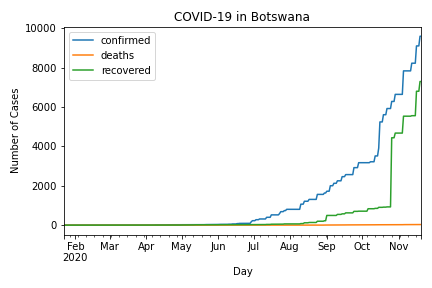 COVID-19 in Botswana
confirmed
deaths
recovered
Number of Cases
10000
8000
6000
4000
2000
0
Feb Mar Apr May Jun Jul Aug Sep Oct Nov
2020
Day